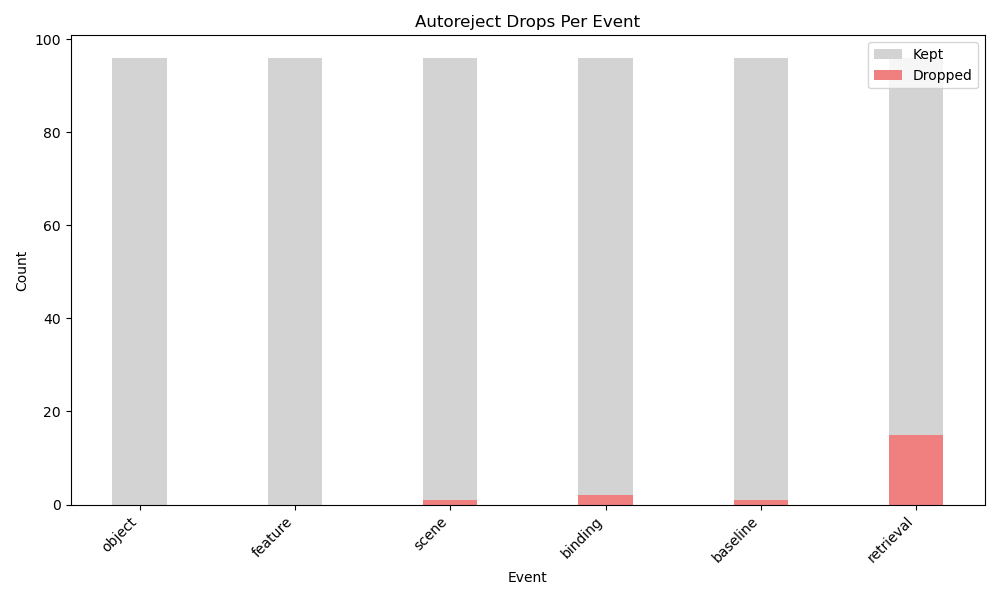 Autoreject Drops Per Event
Kept
Dropped
100
80
60
40
20
0
Count
object
feature
scene
binding
baseline
retrieval
Event